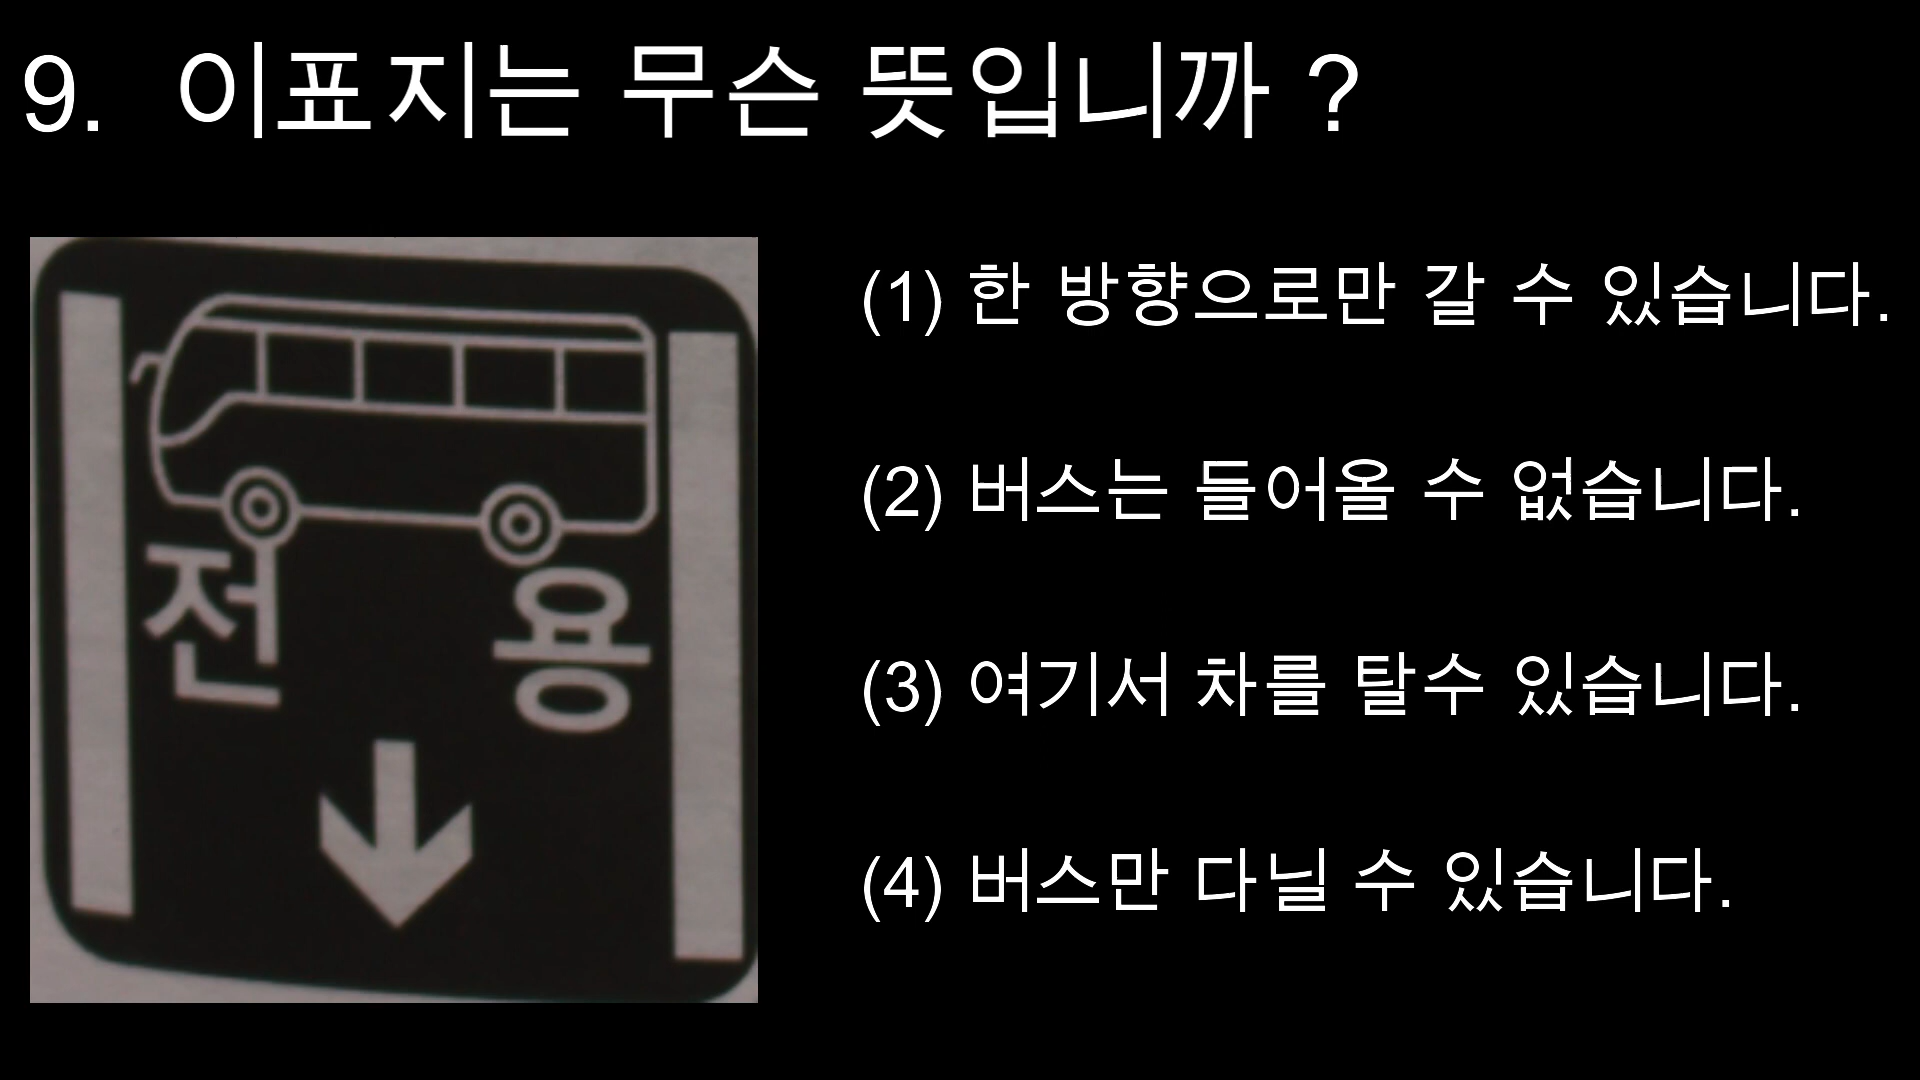 9. 이표지는 무슨 뜻입니까 ?
전 용
(1) 한 방향으로만 갈 수 있습니다.
(2) 버스는 들어올 수 없습니다.
(3) 여기서 차를 탈수 있습니다.
(4) 버스만 다닐 수 있습니다.